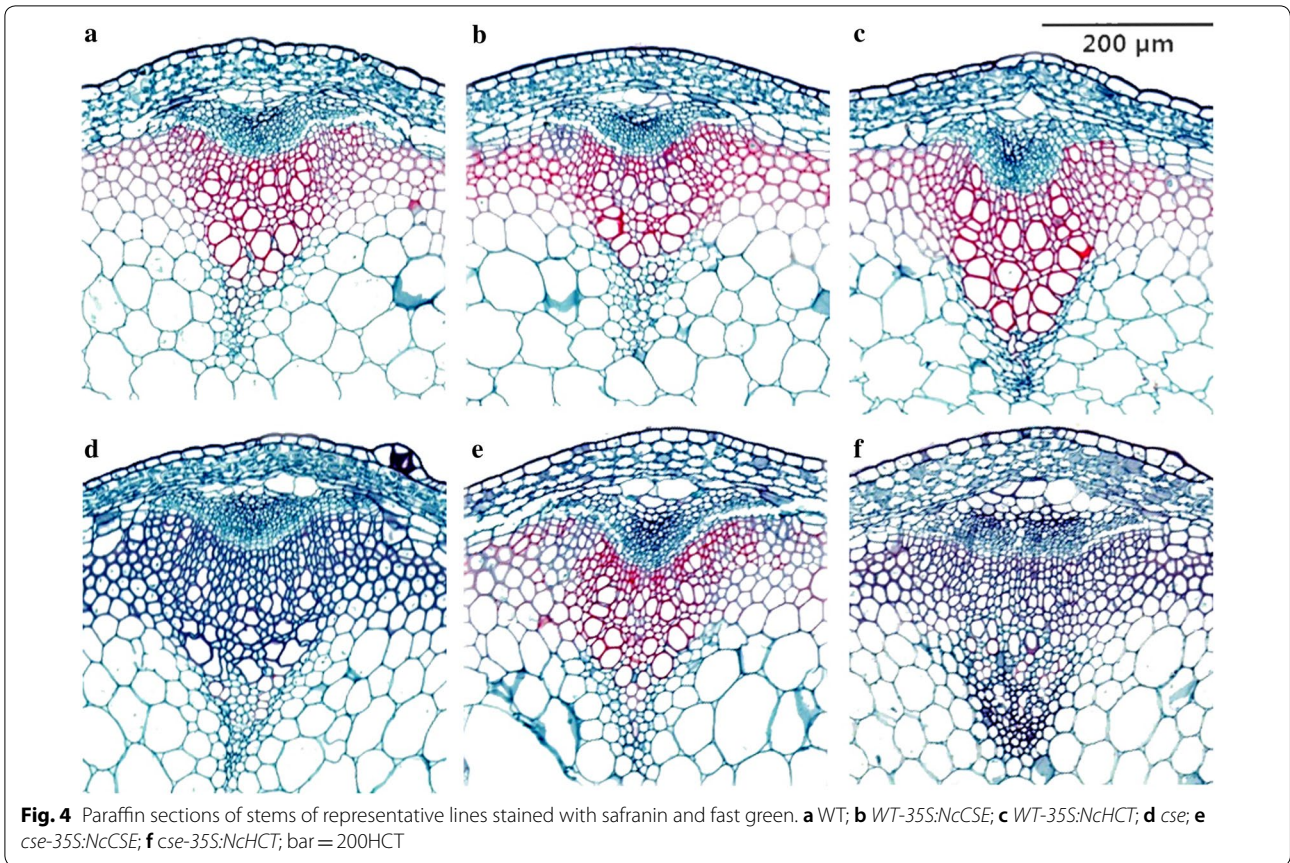 a
b
c
200 µm
d
e
f
Fig. 4 Paraffin sections of stems of representative lines stained with safranin and fast green. a WT; b WT-35S:NcCSE; c WT-35S:NcHCT; d cse; e
cse-35S:NcCSE; f cse-35S:NcHCT; bar = 200HCT